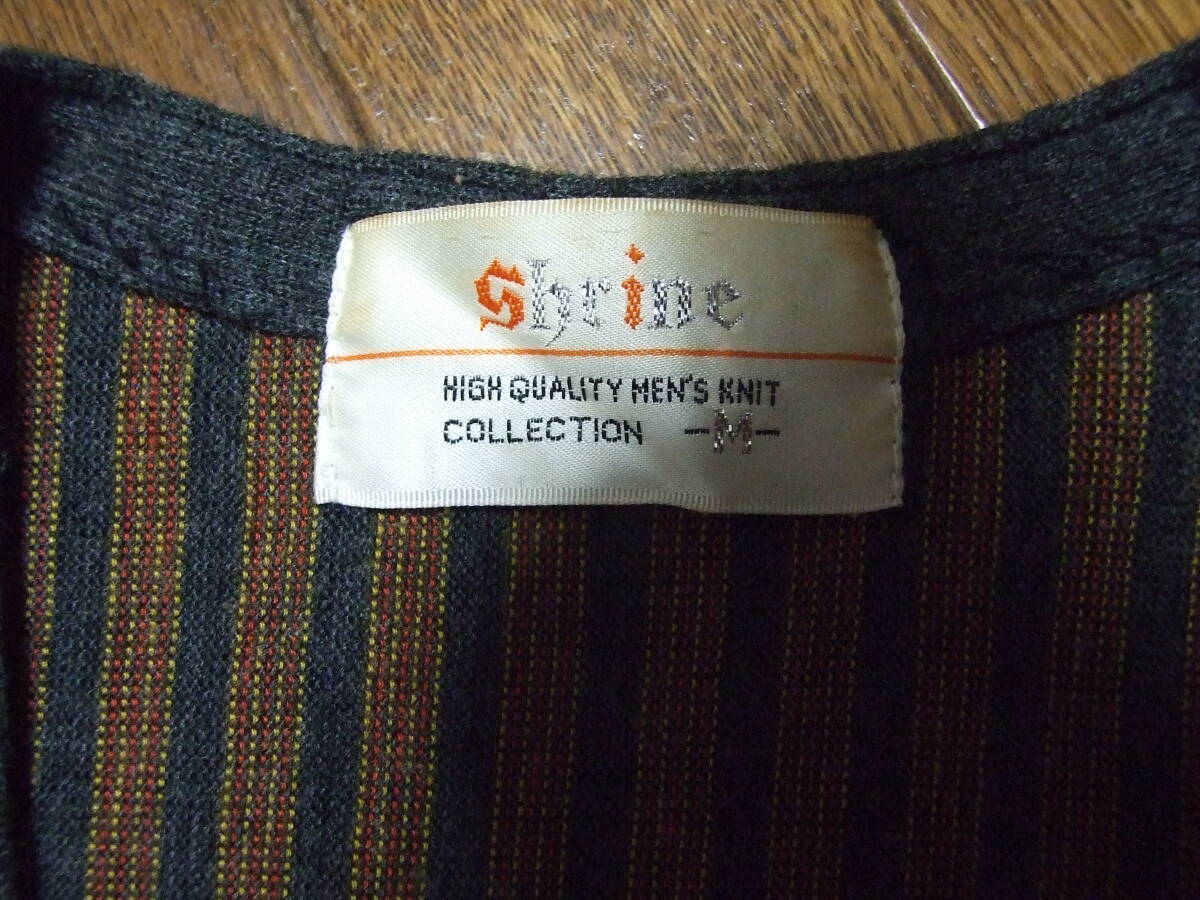 Shrine
HIGH QUALITY MEN'S KNIT
COLLECTION -M-